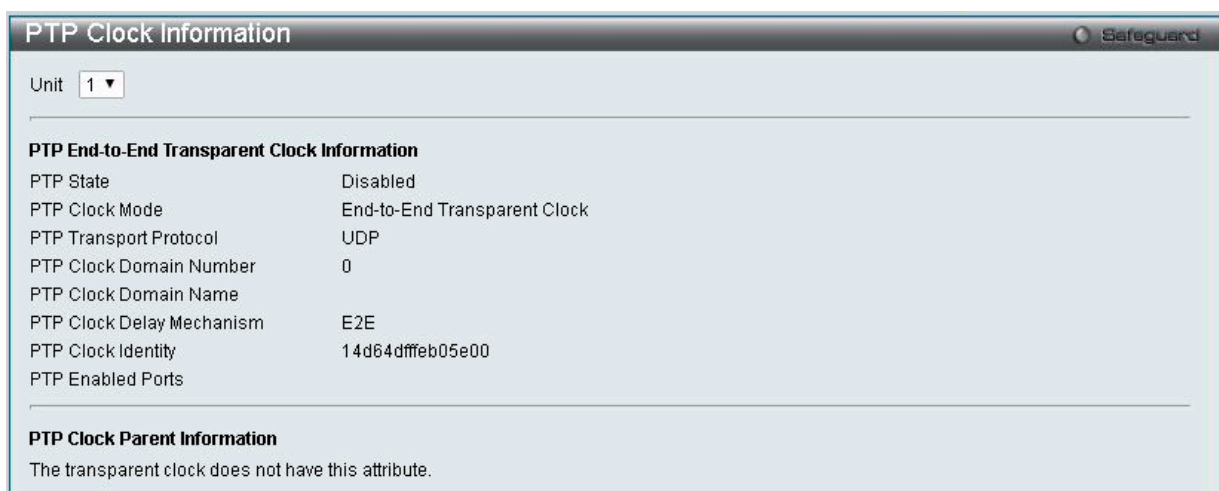 PTP Clock Information
Safeguard
Unit 1
PTP End-to-End Transparent Clock Information
PTP State Disabled
PTP Clock Mode End-to-End Transparent Clock
PTP Transport Protocol UDP
PTP Clock Domain Number 0
PTP Clock Domain Name
PTP Clock Delay Mechanism E2E
PTP Clock Identity 14d64dfffeb05e00
PTP Enabled Ports
PTP Clock Parent Information
The transparent clock does not have this attribute.